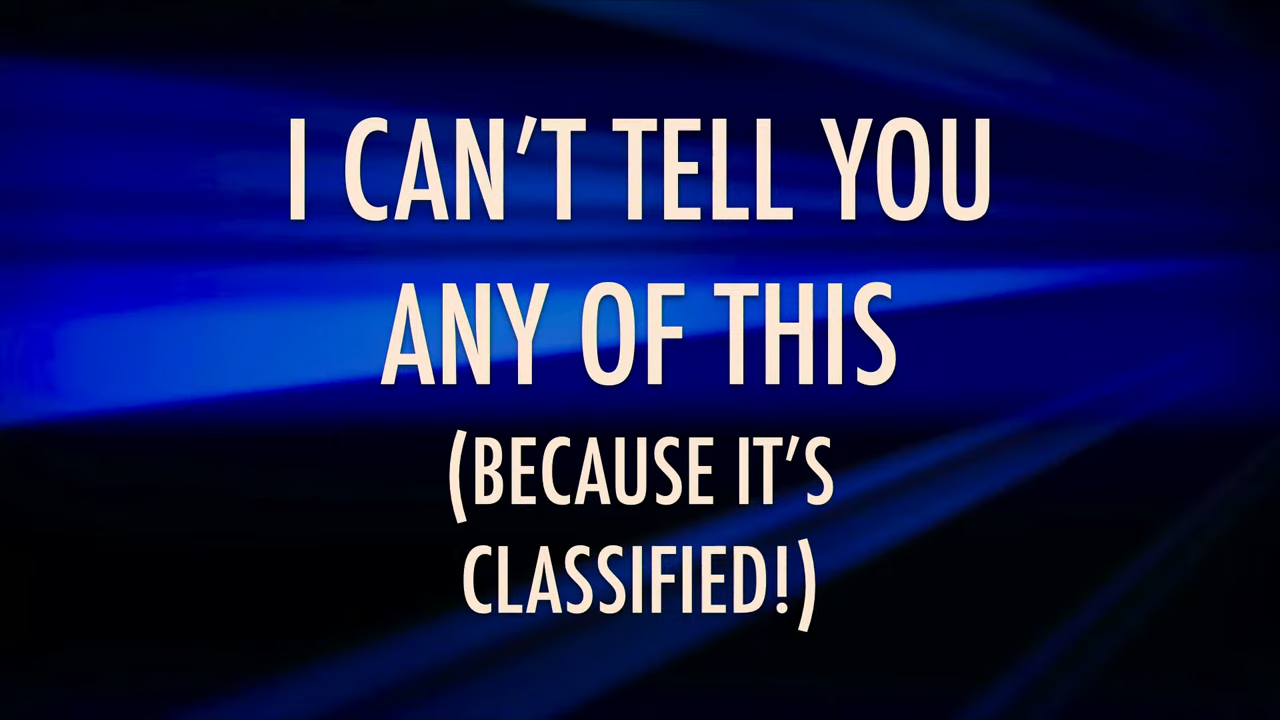 I CAN’T TELL YOU
ANY OF THIS
(BECAUSE IT’S
CLASSIFIED!)